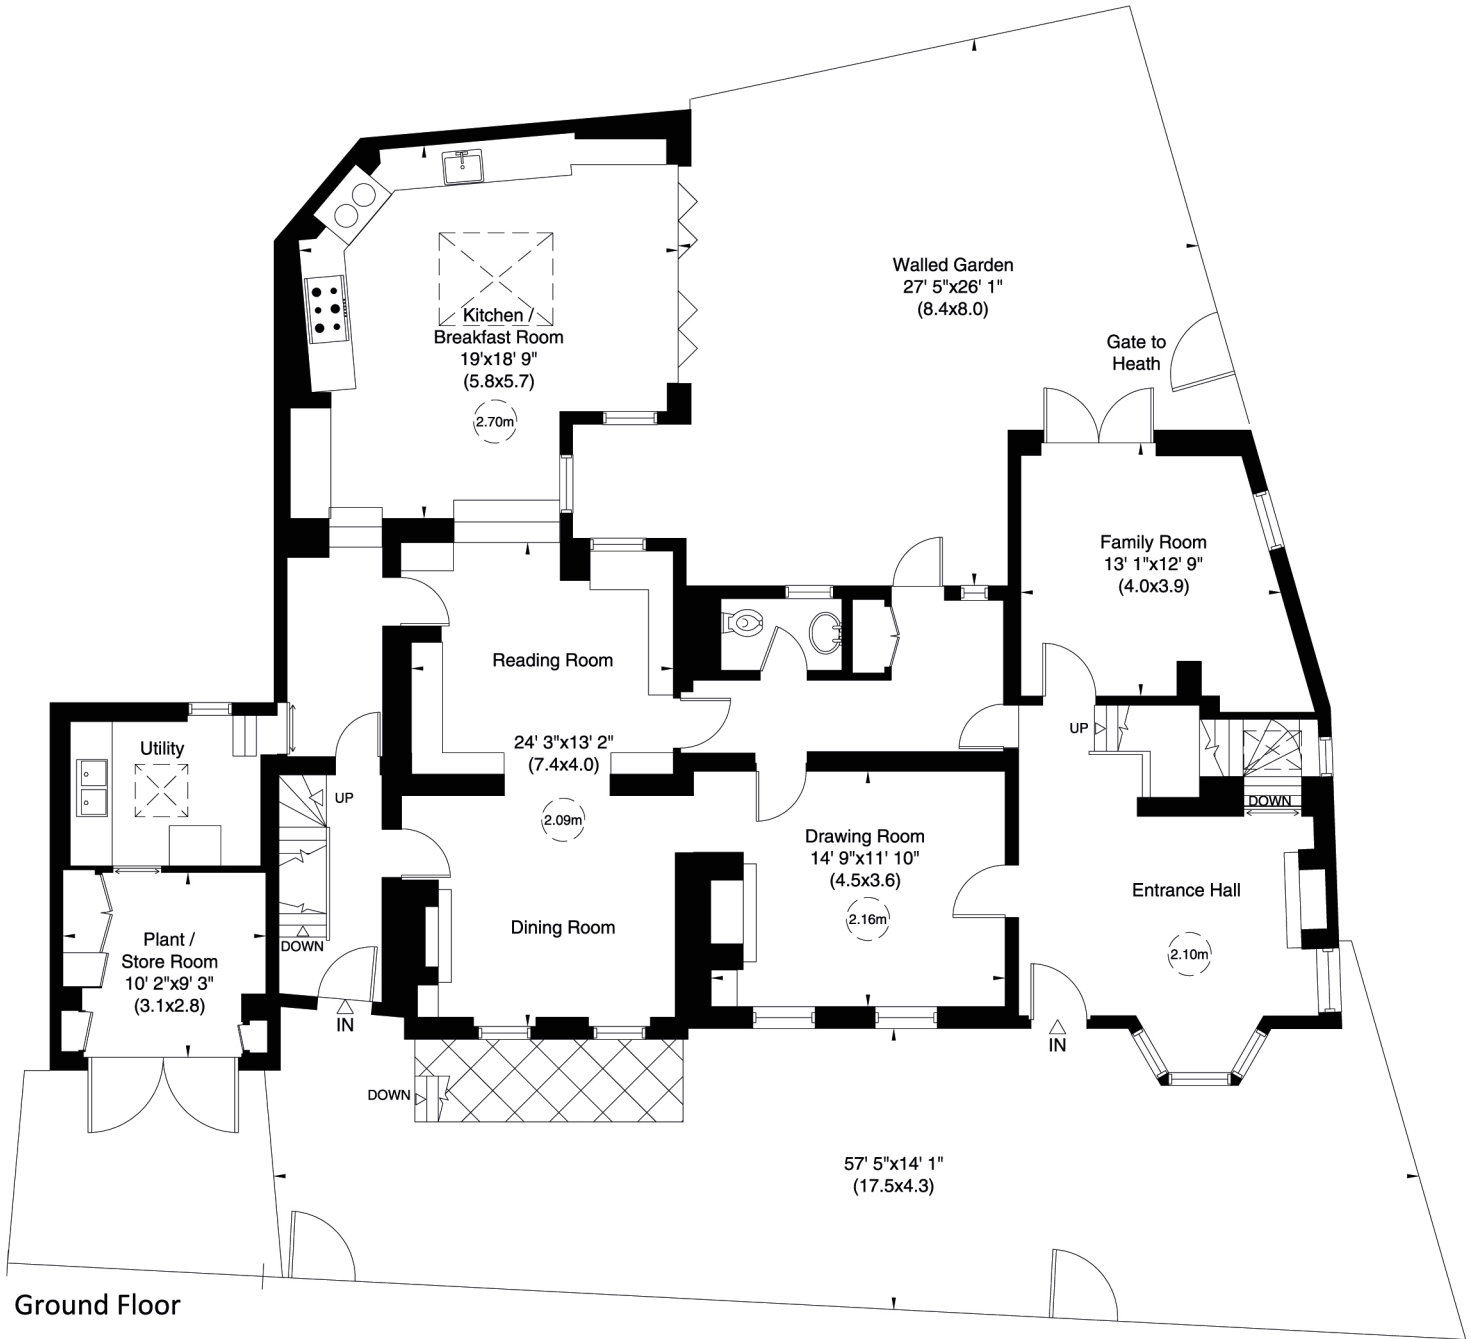 Walled Garden
27' 5"x26' 1"
(8.4x8.0)
Gate to
Heath
Kitchen /
Breakfast Room
19'x18' 9"
(5.8x5.7)
2.70m
Family Room
13' 1"x12' 9"
(4.0x3.9)
Reading Room
24' 3"x13' 2"
(7.4x4.0)
2.09m
Dining Room
Utility
UP
DOWN
Plant /
Store Room
10' 2"x9' 3"
(3.1x2.8)
IN
Drawing Room
14' 9"x11' 10"
(4.5x3.6)
2.16m
UP
DOWN
Entrance Hall
2.10m
IN
DOWN
57' 5"x14' 1"
(17.5x4.3)
Ground Floor